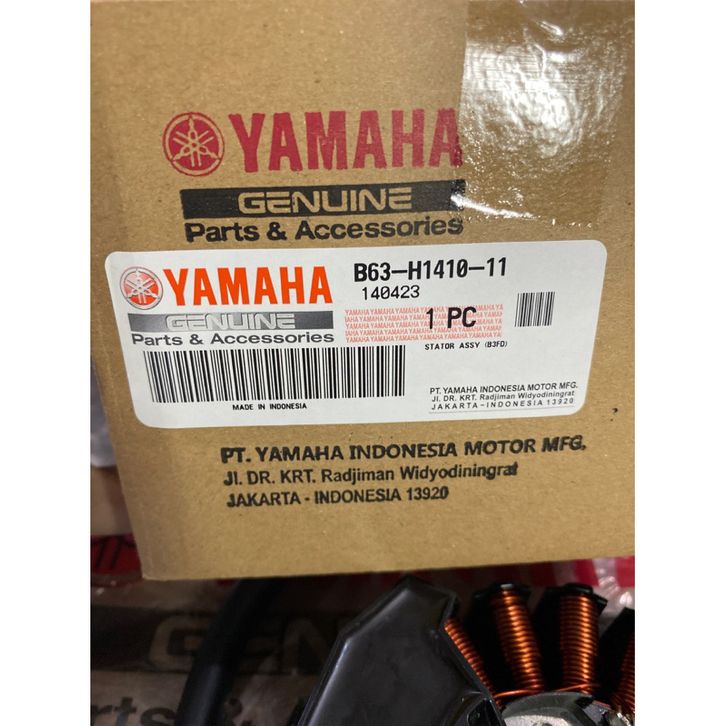 YAMAHA
GENUINE
Parts & Accessories
YAMAHA
GENUINE
Parts & Accessories
MADE IN INDONESIA
B63-H1410-11
140423
1 PC
STATOR ASSY (B3FD)
PT. YAMAHA INDONESIA MOTOR MFG.
Jl. DR. KRT. Radjiman Widyodiningrat
JAKARTA-INDONESIA 13920
PT. YAMAHA INDONESIA MOTOR MFG.
Jl. DR. KRT. Radjiman Widyodiningrat
JAKARTA - INDONESIA 13920
GENUINE
Parts &